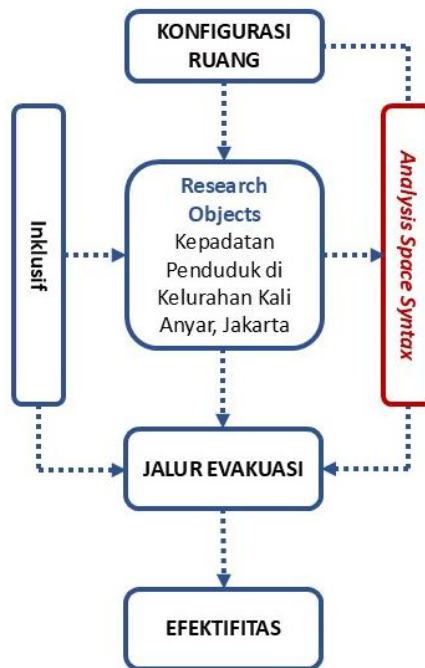 KONFIGURASI
RUANG
Inklusif
Research
Objects
Kepadatan
Penduduk di
Kelurahan Kali
Anyar, Jakarta
Analysis Space Syntax
JALUR EVAKUASI
EFEKTIFITAS